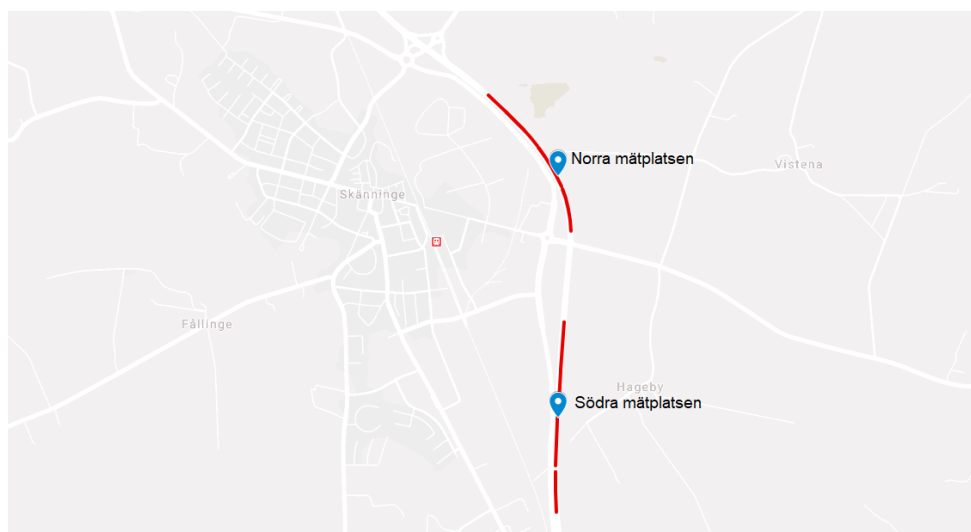 Norra mätplatsen
Vistena
Skänninge
Fållinge
Hageby
Södra mätplatsen